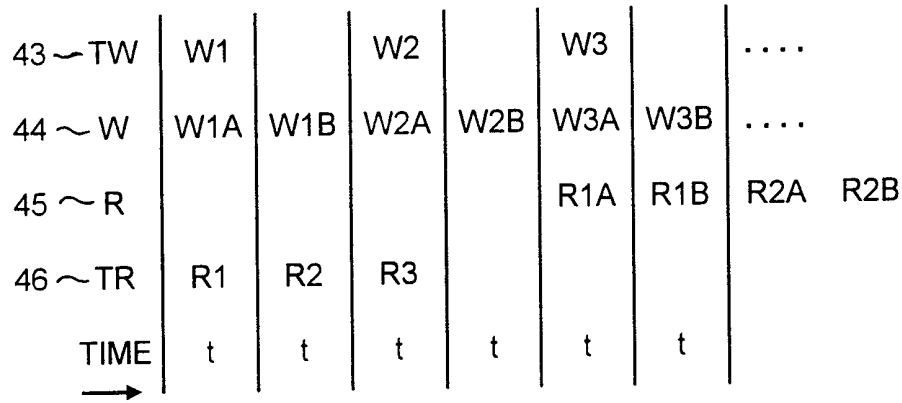 43 ~ TW W1 W2 W3 ....
44 ~ W W1A W1B W2A W2B W3A W3B ....
45 ~ R R1A R1B R2A R2B
46 ~ TR R1 R2 R3
TIME t t t t t t